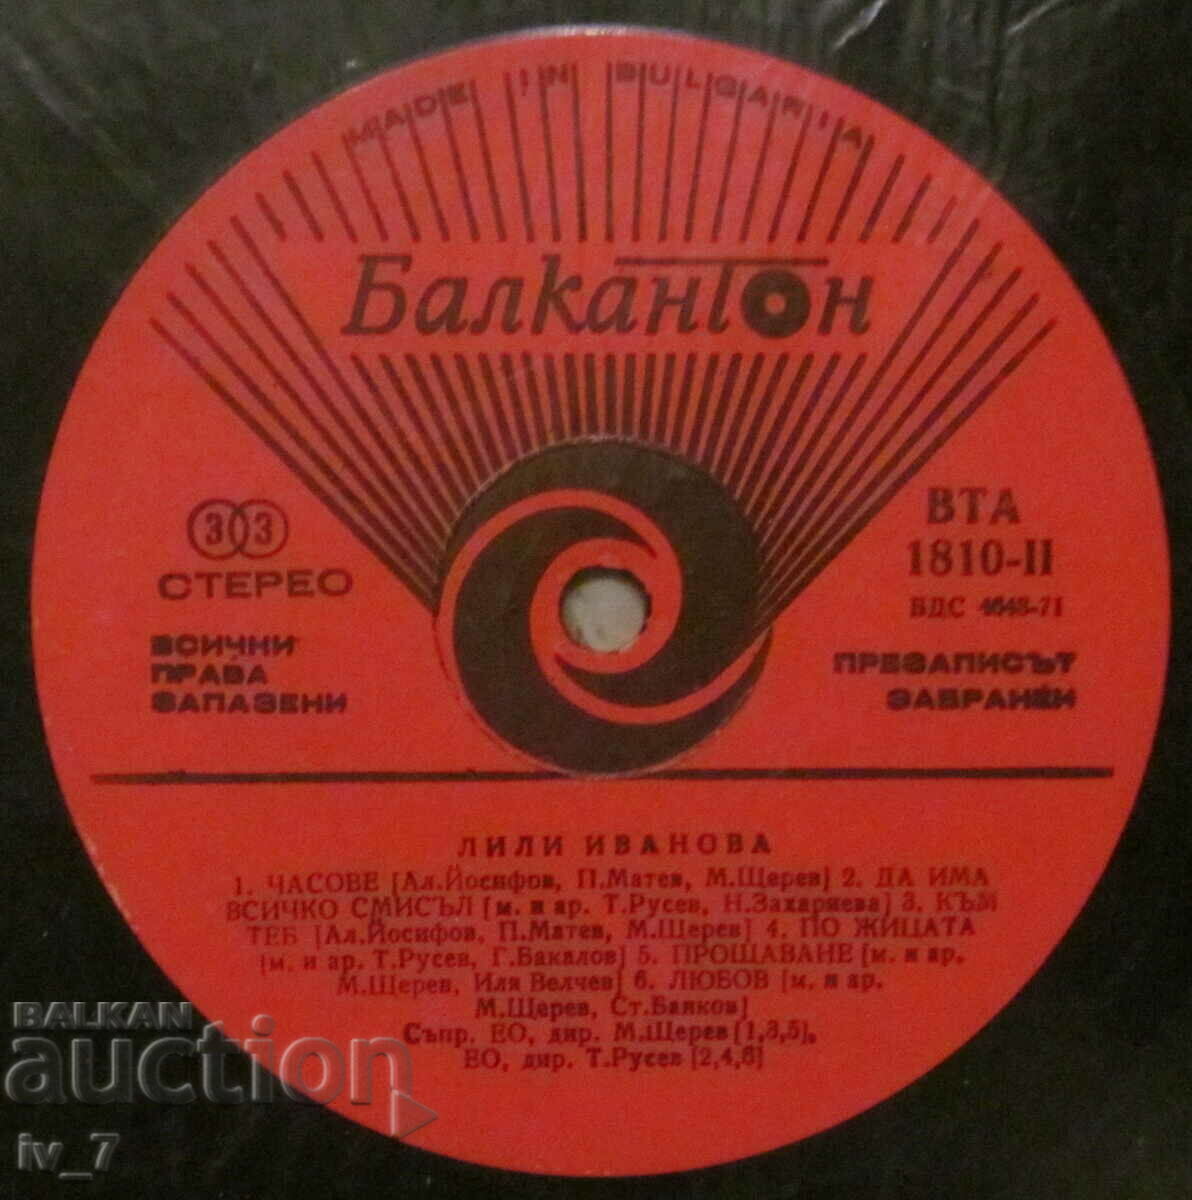 MADE IN BULGARIA
Балкантон
33
СТЕРЕО
ВСИЧКИ
ПРАВА
ЗАПАЗЕНИ
ВТА
1810-II
БДС 4648-71
ПРЕЗАПИСЪТ
ЗАБРАНЕН
ЛИЛИ ИВАНОВА
1. ЧАСОВЕ [Ал.Йосифов, П.Матев, М.Щерев] 2. ДА ИМА
ВСИЧКО СМИСЪЛ [м. и ар. Т.Русев, Н.Захариева] 3. КЪМ
ТЕБ [Ал.Йосифов, П.Матев, М.Щерев] 4. ПО ЖИЦАТА
[м. и ар. Т.Русев, Г.Бакалов] 5. ПРОЩАВАНЕ [м. и ар.
М.Щерев, Иля Велчев] 6. ЛЮБОВ [м. и ар.
М.Щерев, Ст.Банков]
Съпр. ЕО, дир. М.Щерев [1,3,5],
ЕО, дир. Т.Русев [2,4,6]
BALKAN
auction
iv_7